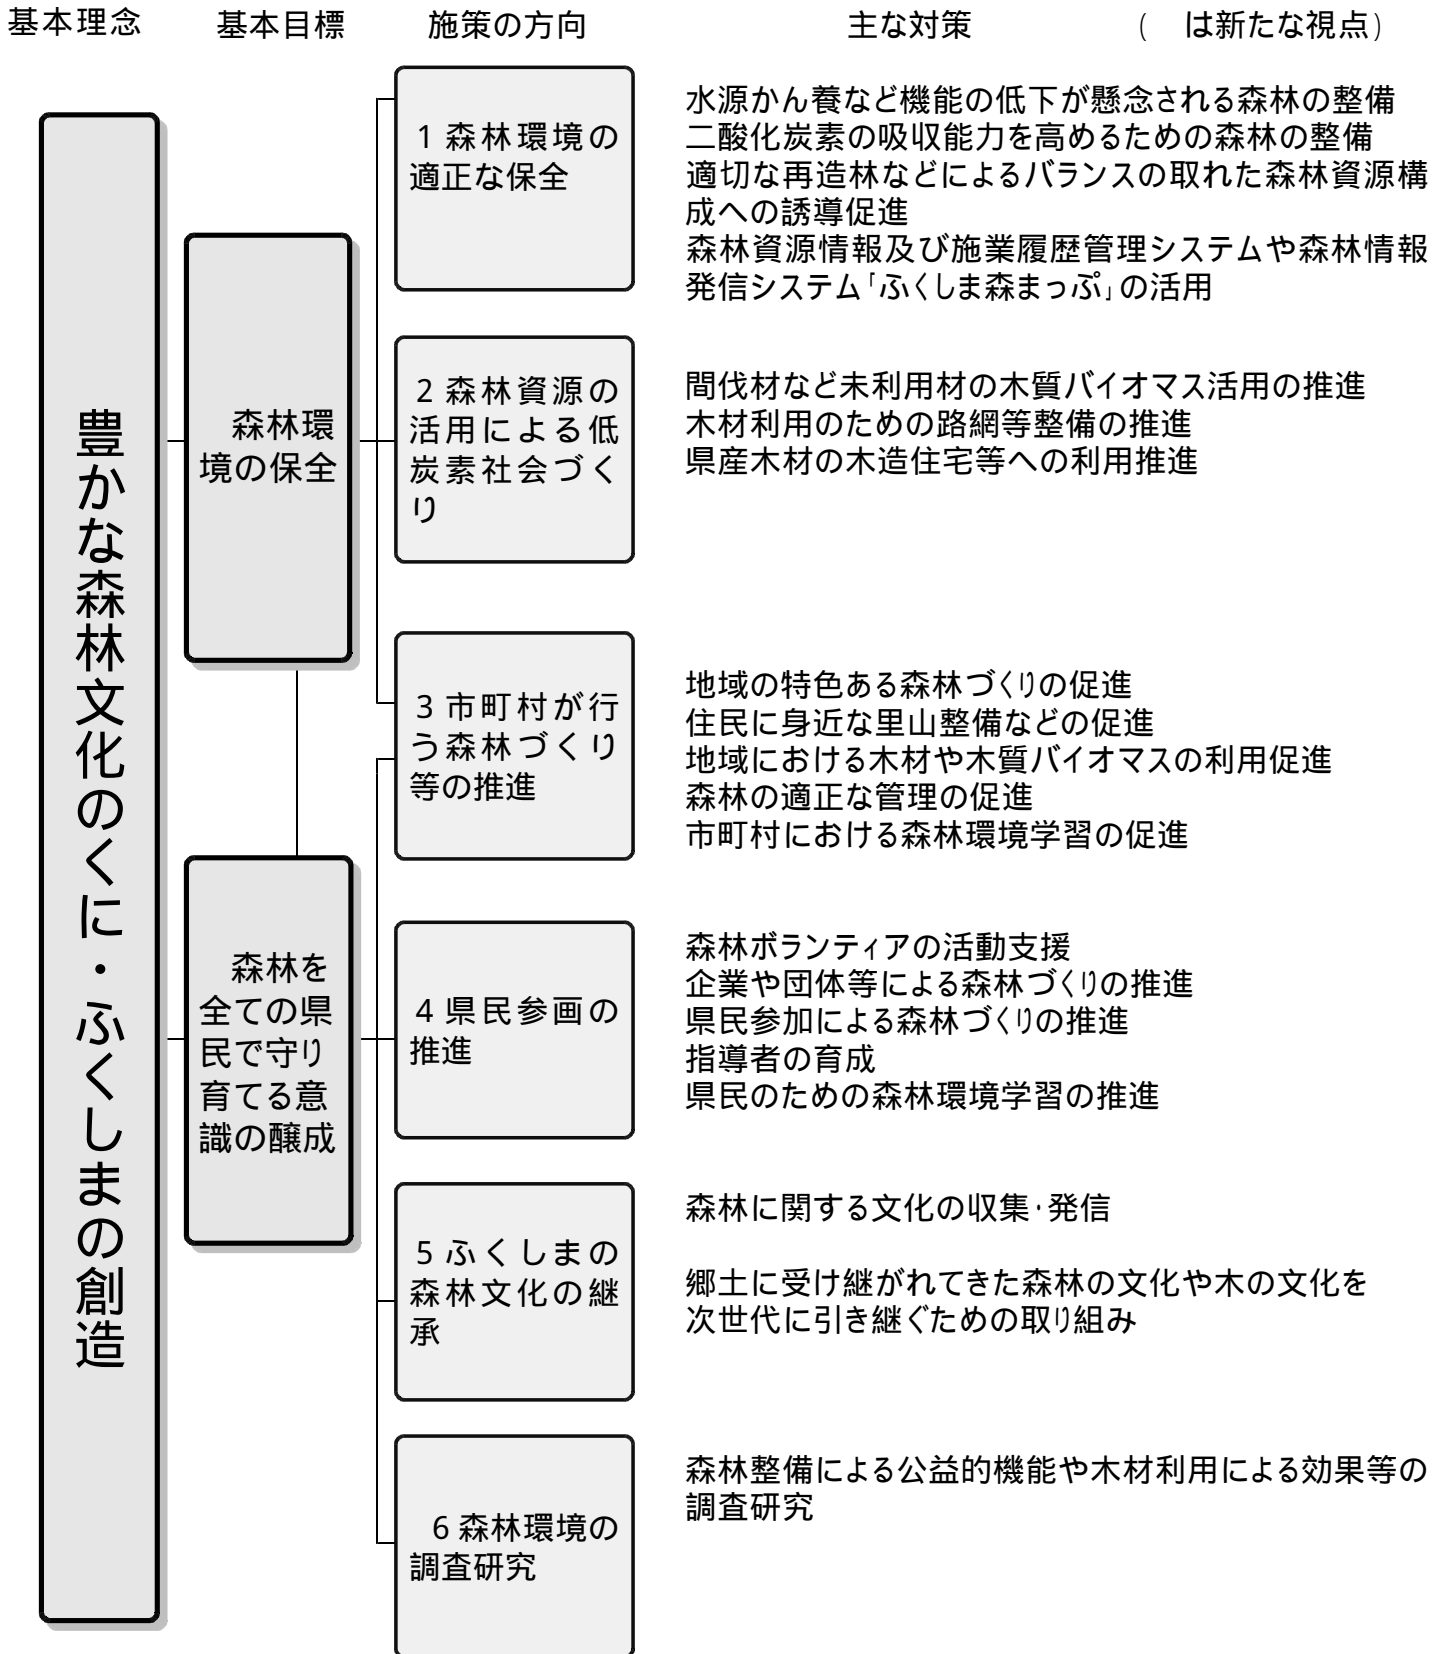 基本理念 基本目標 施策の方向 主な対策 ( は新たな視点)
豊かな森林文化のくに・ふくしまの創造
森林環
境の保全
1 森林環境の
適正な保全
水源かん養など機能の低下が懸念される森林の整備
二酸化炭素の吸収能力を高めるための森林の整備
適切な再造林などによるバランスの取れた森林資源構
成への誘導促進
森林資源情報及び施業履歴管理システムや森林情報
発信システム「ふくしま森まっぷ」の活用
2 森林資源の
活用による低
炭素社会づく
り
間伐材など未利用材の木質バイオマス活用の推進
木材利用のための路網等整備の推進
県産木材の木造住宅等への利用推進
3 市町村が行
う森林づくり
等の推進
地域の特色ある森林づくりの促進
住民に身近な里山整備などの促進
地域における木材や木質バイオマスの利用促進
森林の適正な管理の促進
市町村における森林環境学習の促進
森林を
全ての県
民で守り
育てる意
識の醸成
4 県民参画の
推進
森林ボランティアの活動支援
企業や団体等による森林づくりの推進
県民参加による森林づくりの推進
指導者の育成
県民のための森林環境学習の推進
5 ふくしまの
森林文化の継
承
森林に関する文化の収集・発信
郷土に受け継がれてきた森林の文化や木の文化を
次世代に引き継ぐための取り組み
6 森林環境の
調査研究
森林整備による公益的機能や木材利用による効果等の
調査研究